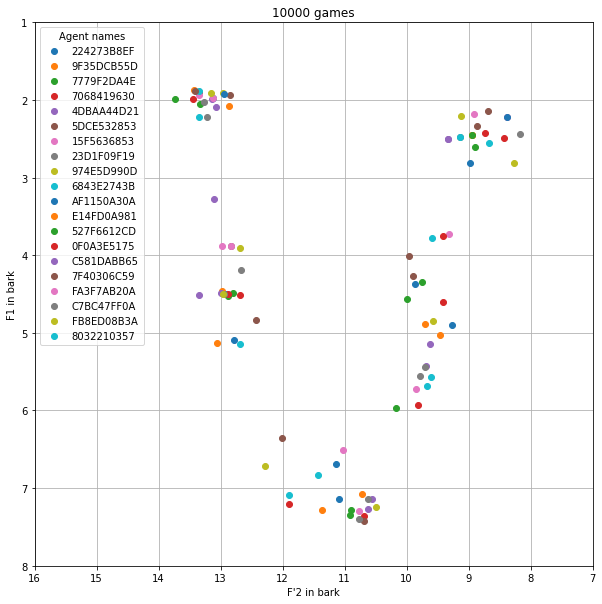 10000 games
Agent names
224273B8EF
9F35DCB55D
7779F2DA4E
7068419630
4DBAA44D21
5DCE532853
15F5636853
23D1F09F19
974E5D990D
6843E2743B
AF1150A30A
E14FD0A981
527F6612CD
0F0A3E5175
C581DABB65
7F40306C59
FA3F7AB20A
C7BC47FF0A
FB8ED08B3A
8032210357
1
2
3
4
5
6
7
8
F1 in bark
16 15 14 13 12 11 10 9 8 7
F'2 in bark